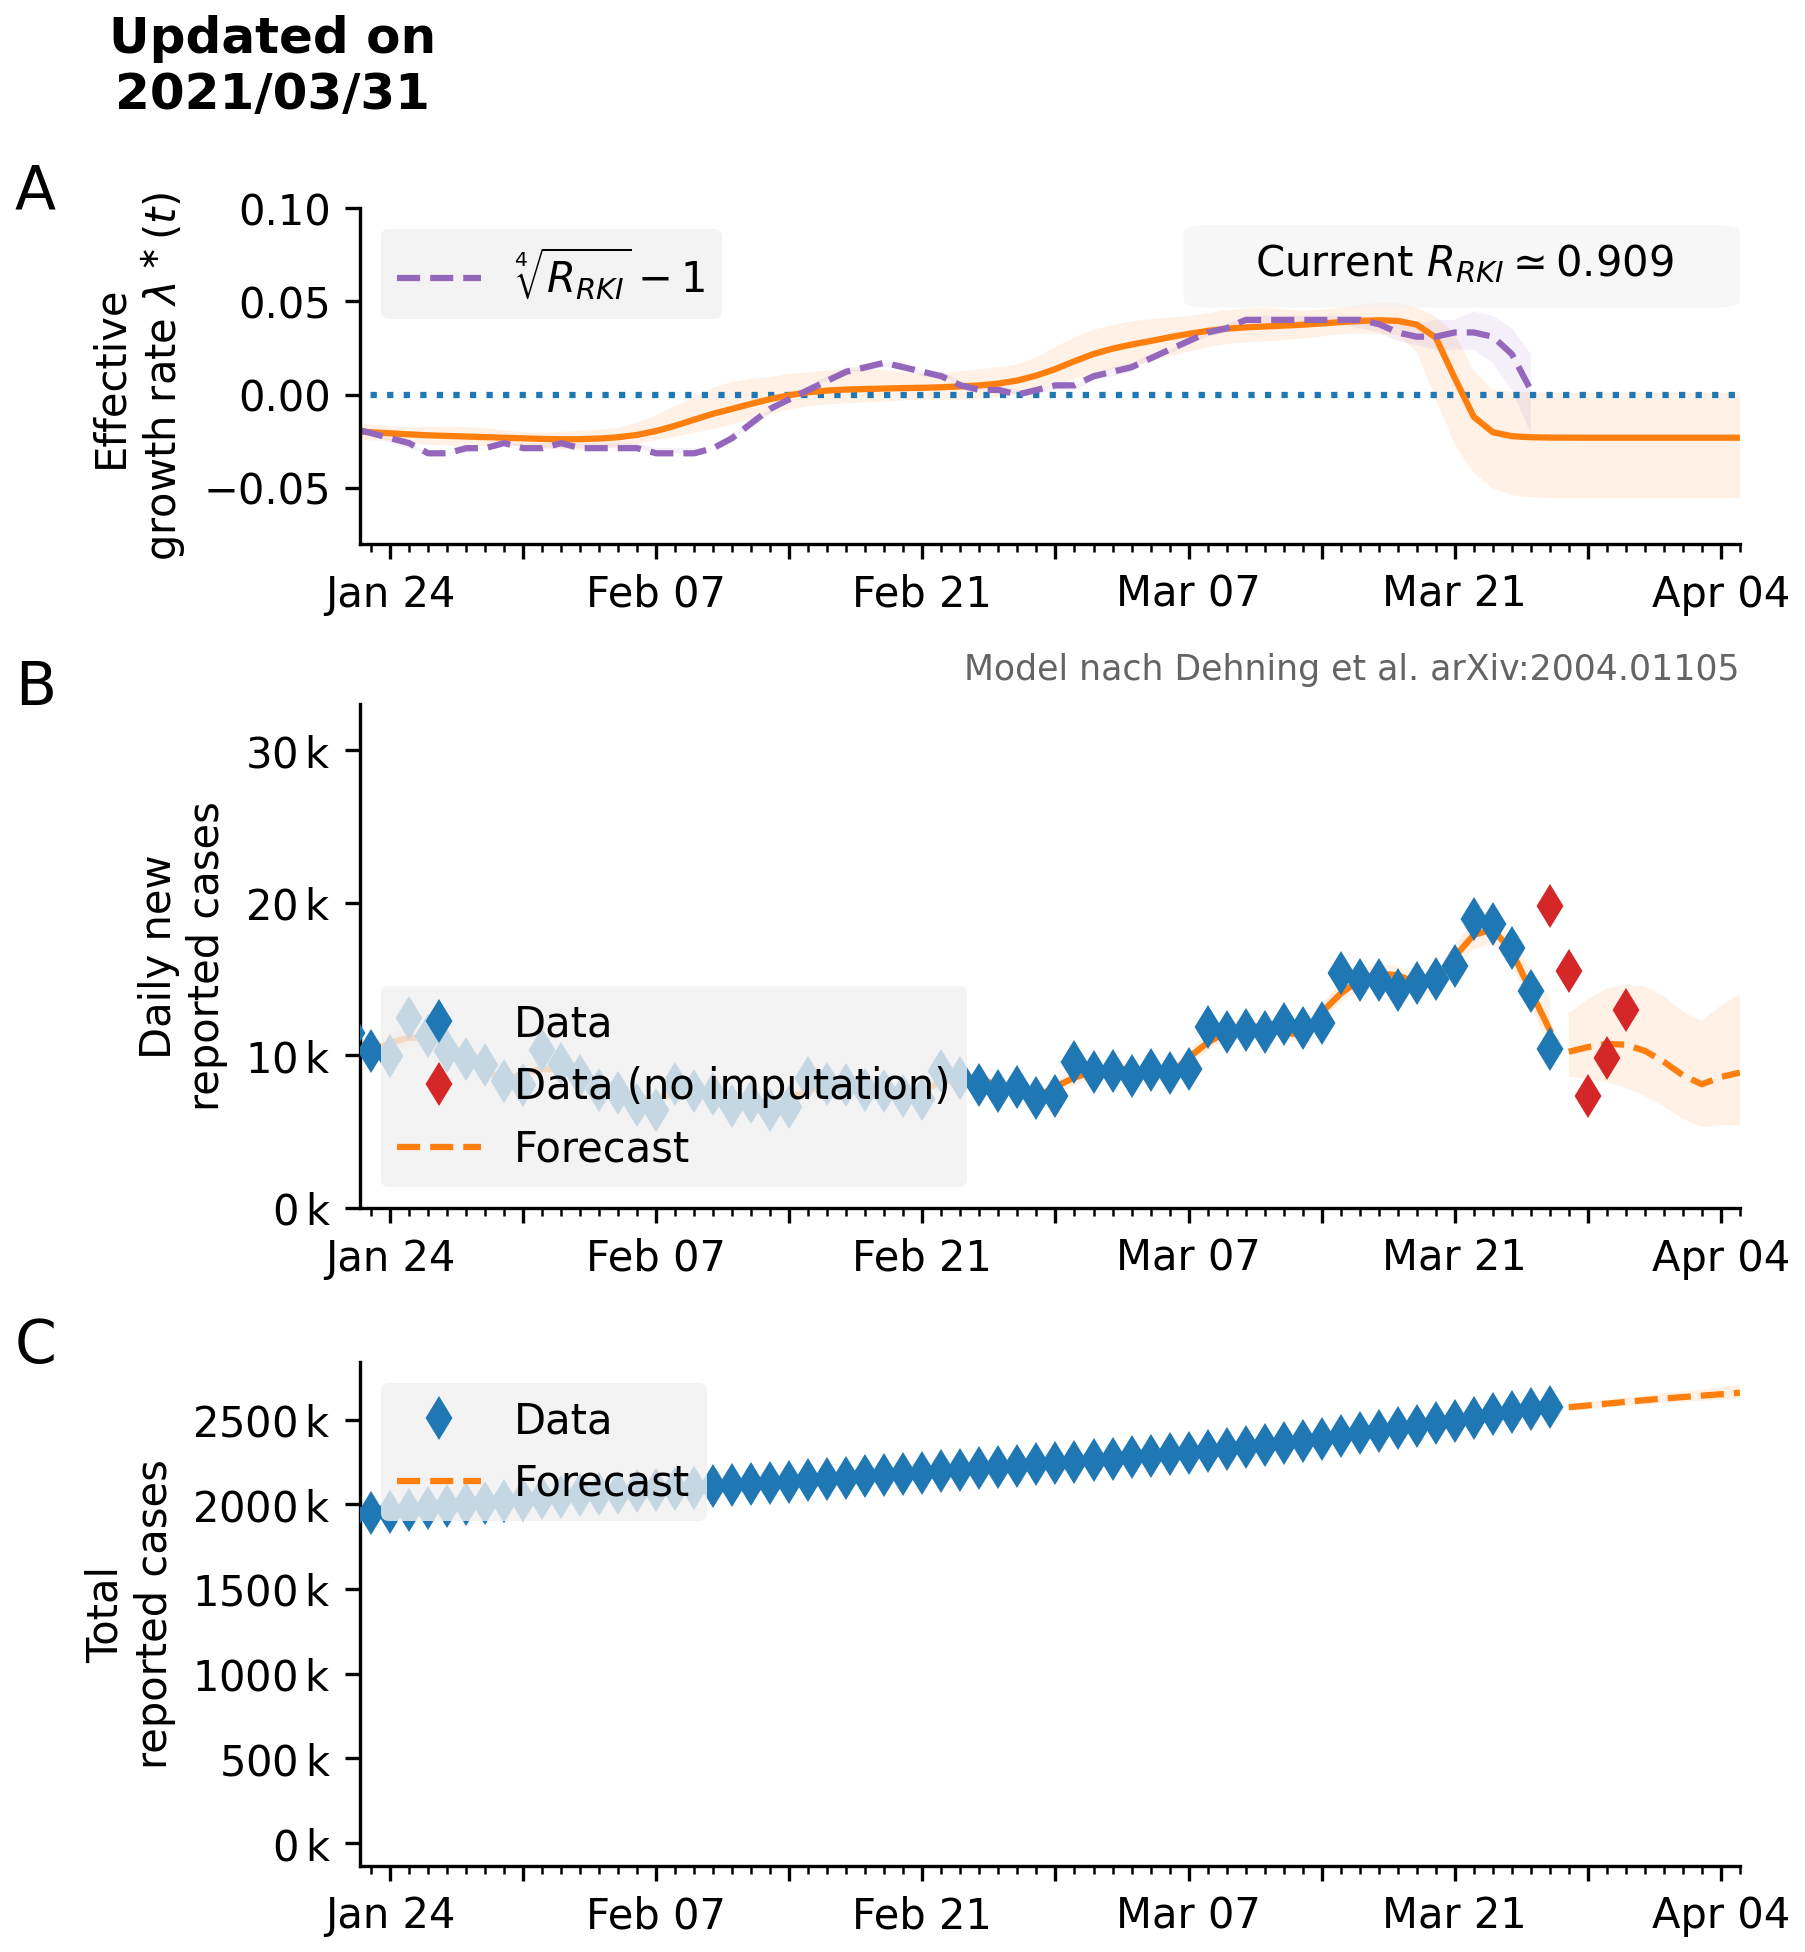 Updated on
2021/03/31
A
Effective
growth rate λ * (t)
0.10
0.05
0.00
−0.05
∜R_RKI − 1
Current R_RKI ≃ 0.909
Jan 24 Feb 07 Feb 21 Mar 07 Mar 21 Apr 04
Model nach Dehning et al. arXiv:2004.01105
B
Daily new
reported cases
30 k
20 k
10 k
0 k
Data
Data (no imputation)
Forecast
Jan 24 Feb 07 Feb 21 Mar 07 Mar 21 Apr 04
C
Total
reported cases
2500 k
2000 k
1500 k
1000 k
500 k
0 k
Data
Forecast
Jan 24 Feb 07 Feb 21 Mar 07 Mar 21 Apr 04